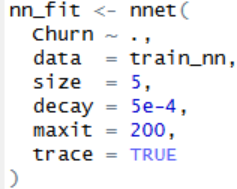 nn_fit <- nnet(
  Churn ~ .,
  data  = train_nn,
  size  = 5,
  decay = 5e-4,
  maxit = 200,
  trace = TRUE
)